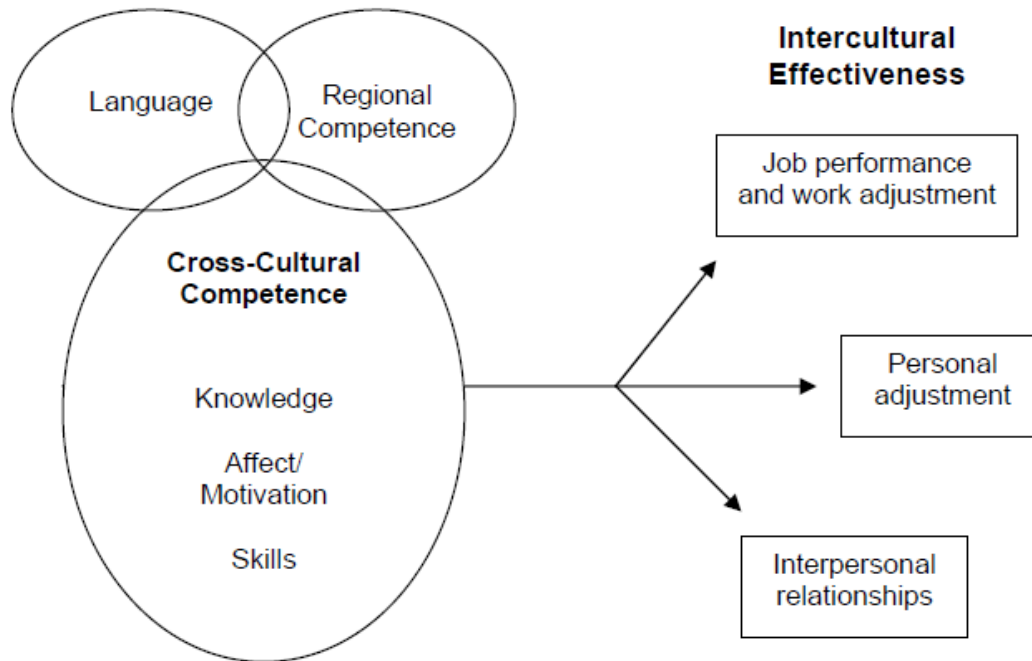 Language
Regional
Competence
Cross-Cultural
Competence
Knowledge
Affect/
Motivation
Skills
Intercultural
Effectiveness
Job performance
and work adjustment
Personal
adjustment
Interpersonal
relationships